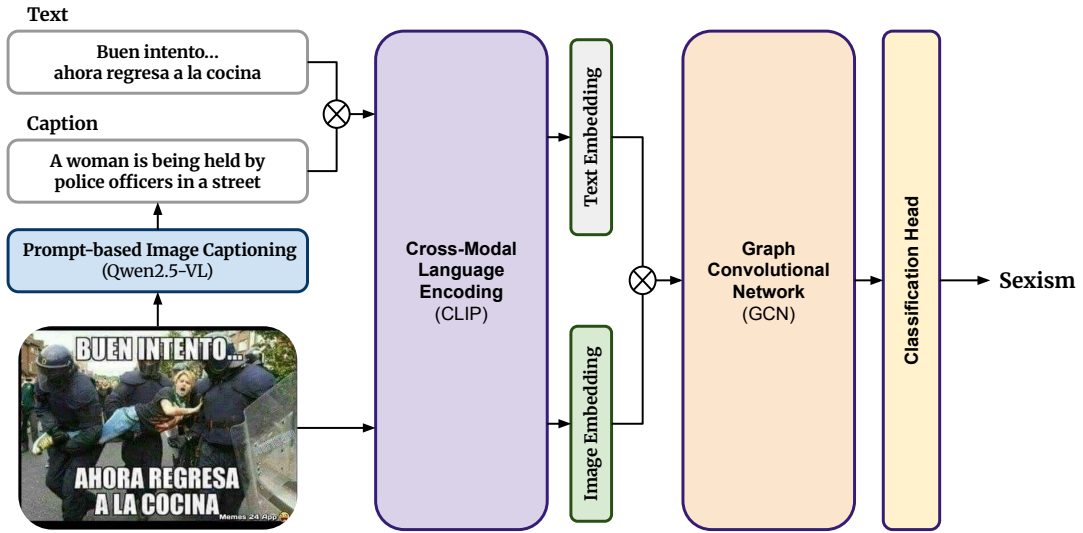 Text
Buen intento...
ahora regresa a la cocina
Caption
A woman is being held by
police officers in a street
Prompt-based Image Captioning
(Qwen2.5-VL)
BUEN INTENTO...
AHORA REGRESA
A LA COCINA
Memes 24 App
Cross-Modal
Language
Encoding
(CLIP)
Text Embedding
Image Embedding
Graph
Convolutional
Network
(GCN)
Classification Head
Sexism